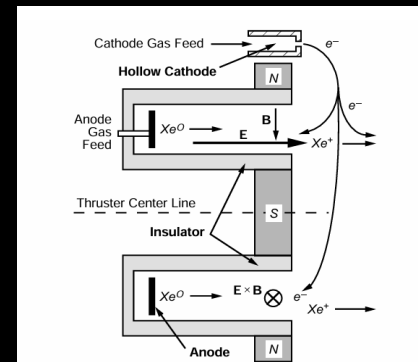 Cathode Gas Feed
e⁻
Hollow Cathode
N
e⁻
B
Anode
Gas
Feed
Xe⁰
E
Xe⁺
Thruster Center Line
S
Insulator
Xe⁰
E × B
e⁻
Xe⁺
Anode
N